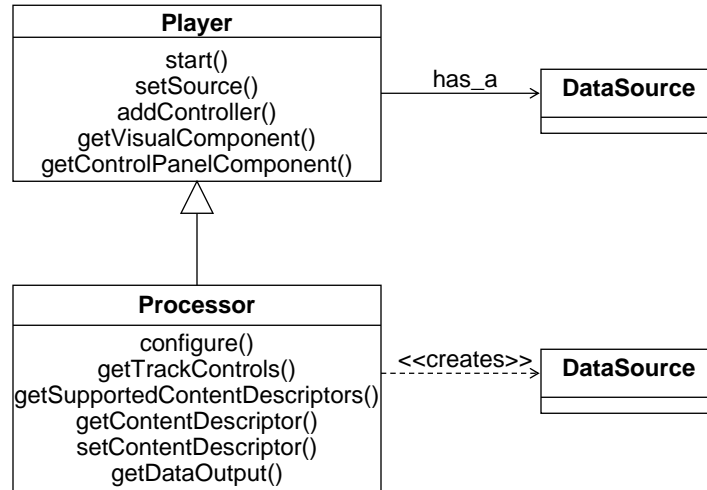 Player
start()
setSource()
addController()
getVisualComponent()
getControlPanelComponent()
has_a
DataSource
Processor
configure()
getTrackControls()
getSupportedContentDescriptors()
getContentDescriptor()
setContentDescriptor()
getDataOutput()
<<creates>>
DataSource